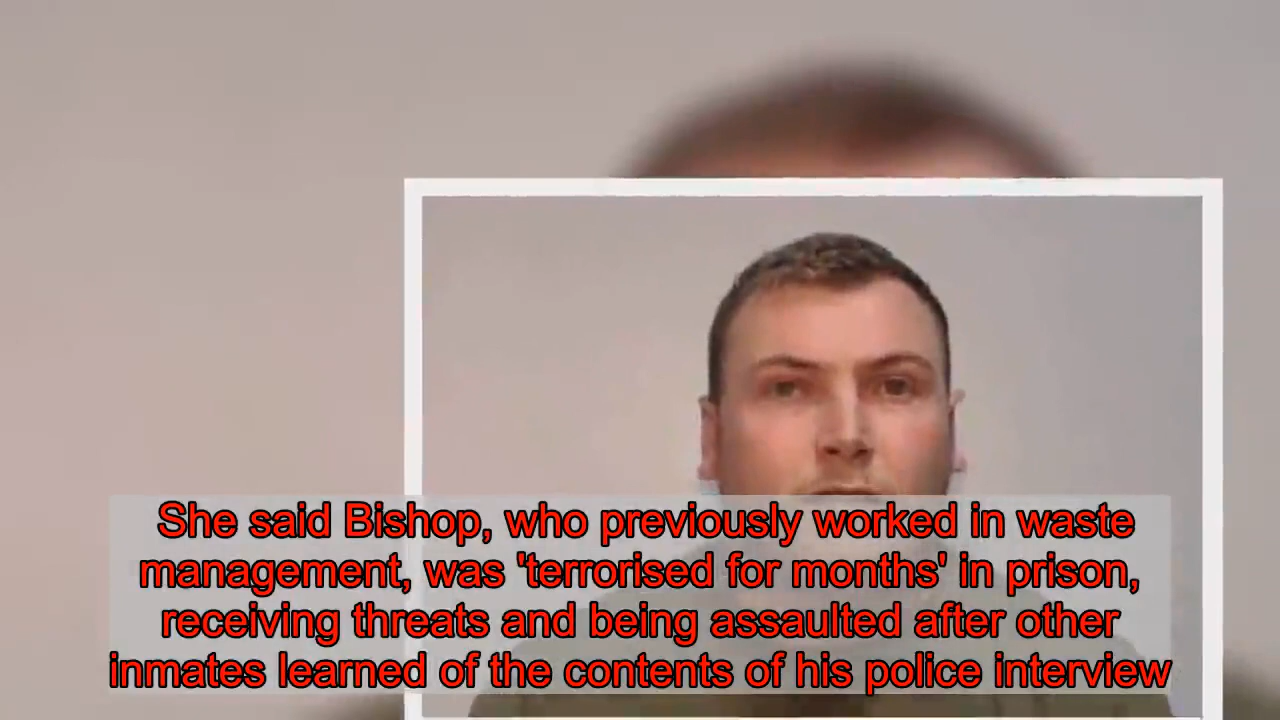 She said Bishop, who previously worked in waste
management, was 'terrorised for months' in prison,
receiving threats and being assaulted after other
inmates learned of the contents of his police interview